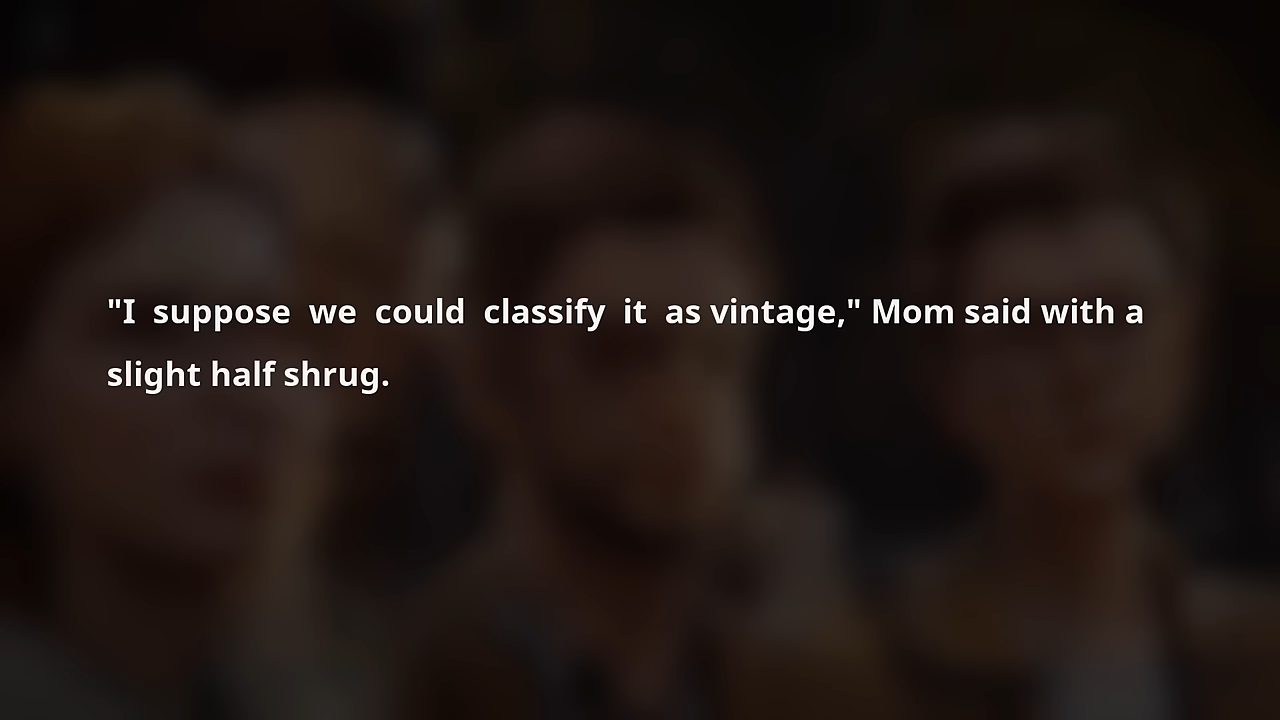 "I suppose we could classify it as vintage," Mom said with a
slight half shrug.